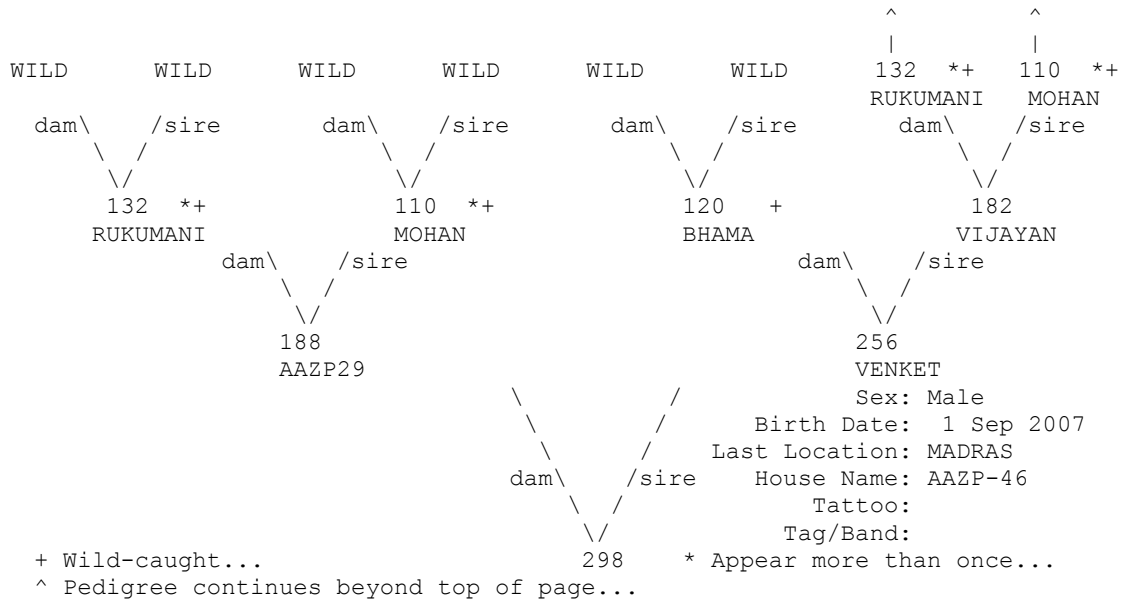 ^ ^
| |
WILD WILD WILD WILD WILD WILD 132 *+ 110 *+
RUKUMANI MOHAN
dam\ /sire dam\ /sire dam\ /sire dam\ /sire
\ / \ / \ / \ /
\/ \/ \/ \/
132 *+ 110 *+ 120 + 182
RUKUMANI MOHAN BHAMA VIJAYAN
dam\ /sire dam\ /sire
\ / \ /
\/ \/
188 256
AAZP29 VENKET
\ / Sex: Male
\ / Birth Date: 1 Sep 2007
\ / Last Location: MADRAS
dam\ /sire House Name: AAZP-46
\ / Tattoo:
\/ Tag/Band:
+ Wild-caught... 298 * Appear more than once...
^ Pedigree continues beyond top of page...